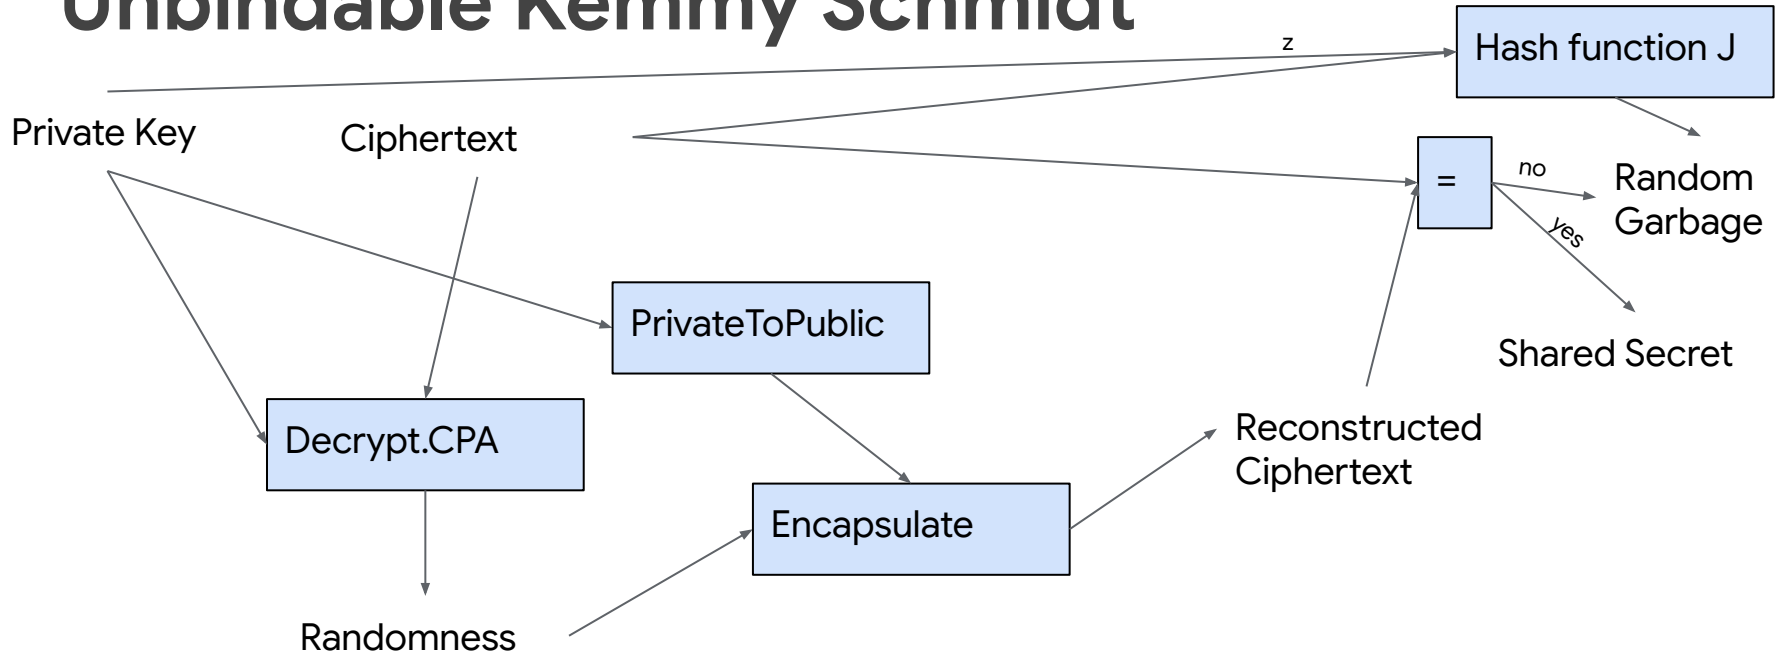 Unbindable Kemmy Schmidt
z
Hash function J
Private Key
Ciphertext
=
no
yes
Random
Garbage
PrivateToPublic
Shared Secret
Decrypt.CPA
Reconstructed
Ciphertext
Encapsulate
Randomness